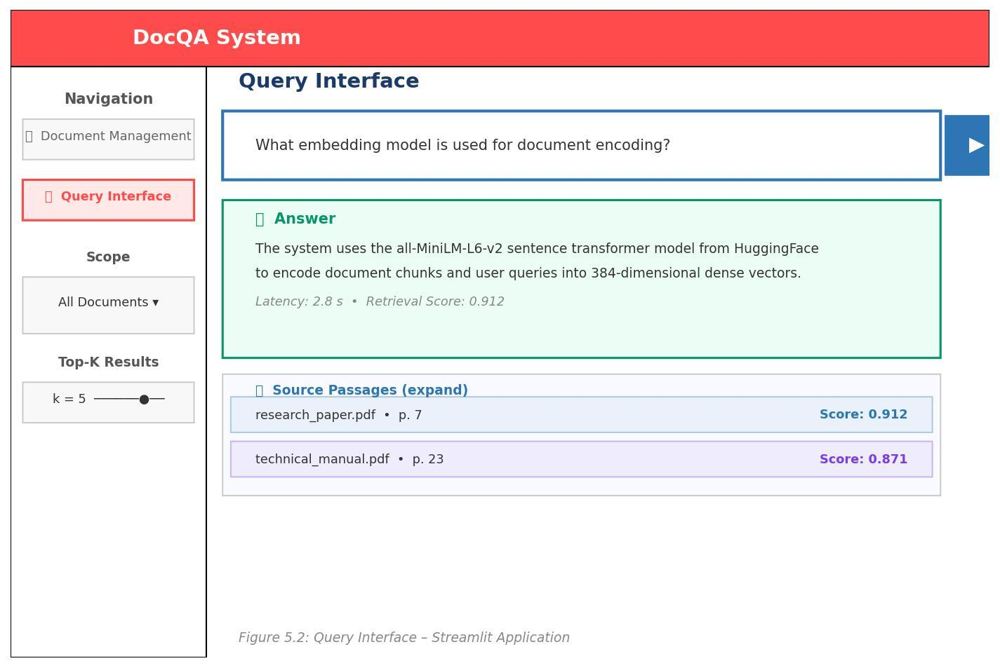 DocQA System
Navigation
Document Management
Query Interface
Scope
All Documents ▾
Top-K Results
k = 5
Query Interface
What embedding model is used for document encoding?
▶
Answer
The system uses the all-MiniLM-L6-v2 sentence transformer model from HuggingFace
to encode document chunks and user queries into 384-dimensional dense vectors.
Latency: 2.8 s • Retrieval Score: 0.912
Source Passages (expand)
research_paper.pdf • p. 7 Score: 0.912
technical_manual.pdf • p. 23 Score: 0.871
Figure 5.2: Query Interface – Streamlit Application